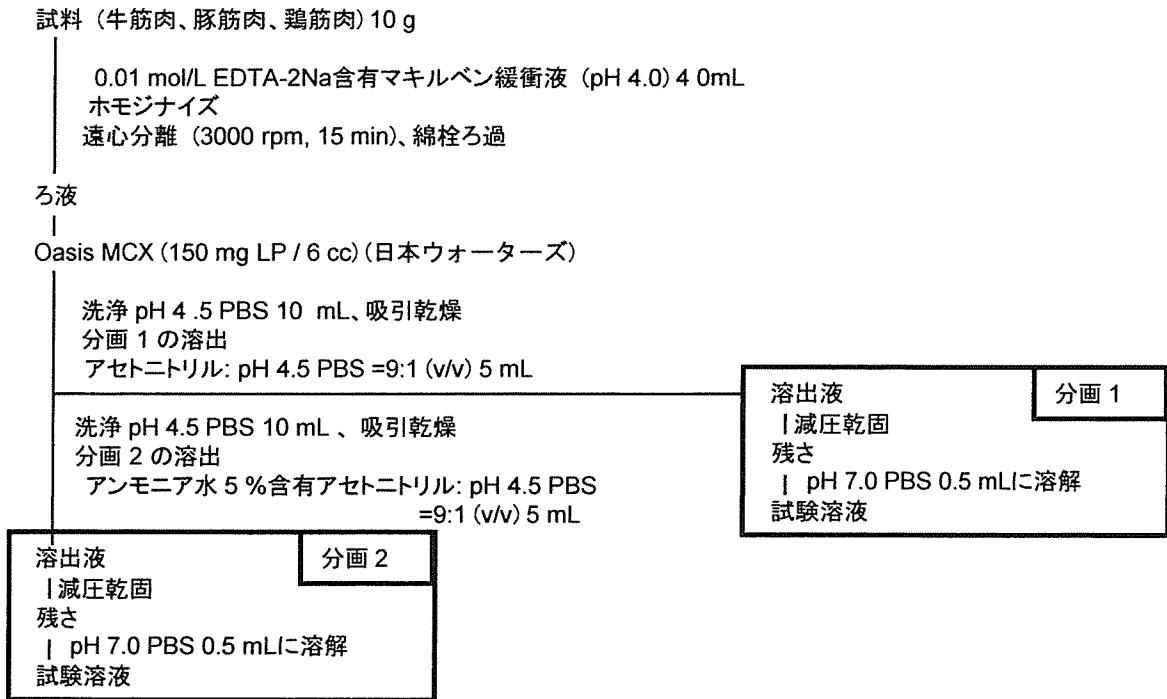 試料 (牛筋肉、豚筋肉、鶏筋肉) 10 g
0.01 mol/L EDTA-2Na含有マキルベン緩衝液 (pH 4.0) 4 0mL
ホモジナイズ
遠心分離 (3000 rpm, 15 min)、綿栓ろ過
ろ液
Oasis MCX (150 mg LP / 6 cc) (日本ウォーターズ)
洗浄 pH 4 .5 PBS 10 mL、吸引乾燥
分画 1 の溶出
アセトニトリル: pH 4.5 PBS =9:1 (v/v) 5 mL
溶出液
分画 1
減圧乾固
残さ
pH 7.0 PBS 0.5 mLに溶解
試験溶液
洗浄 pH 4.5 PBS 10 mL 、吸引乾燥
分画 2 の溶出
アンモニア水 5 %含有アセトニトリル: pH 4.5 PBS
=9:1 (v/v) 5 mL
溶出液
分画 2
減圧乾固
残さ
pH 7.0 PBS 0.5 mLに溶解
試験溶液